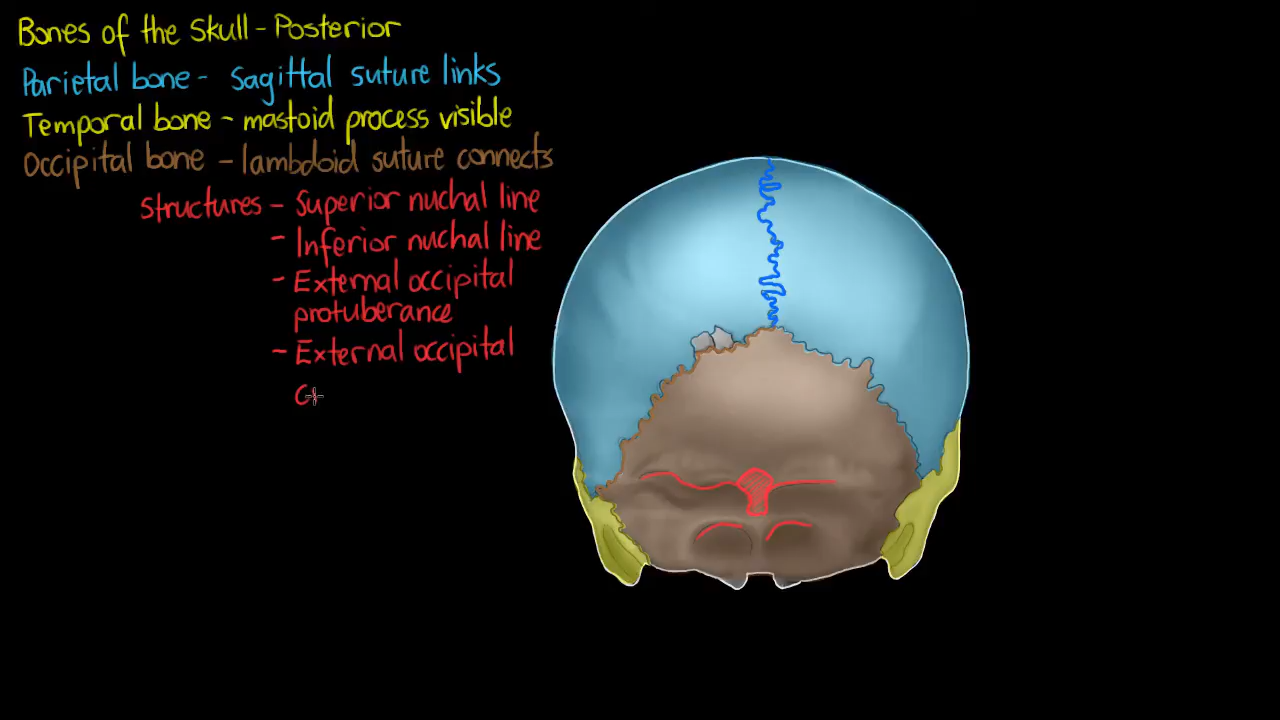 Bones of the Skull - Posterior
Parietal bone - Sagittal suture links
Temporal bone - mastoid process visible
Occipital bone - lambdoid suture connects
Structures - Superior nuchal line
- Inferior nuchal line
- External occipital
protuberance
- External occipital
C